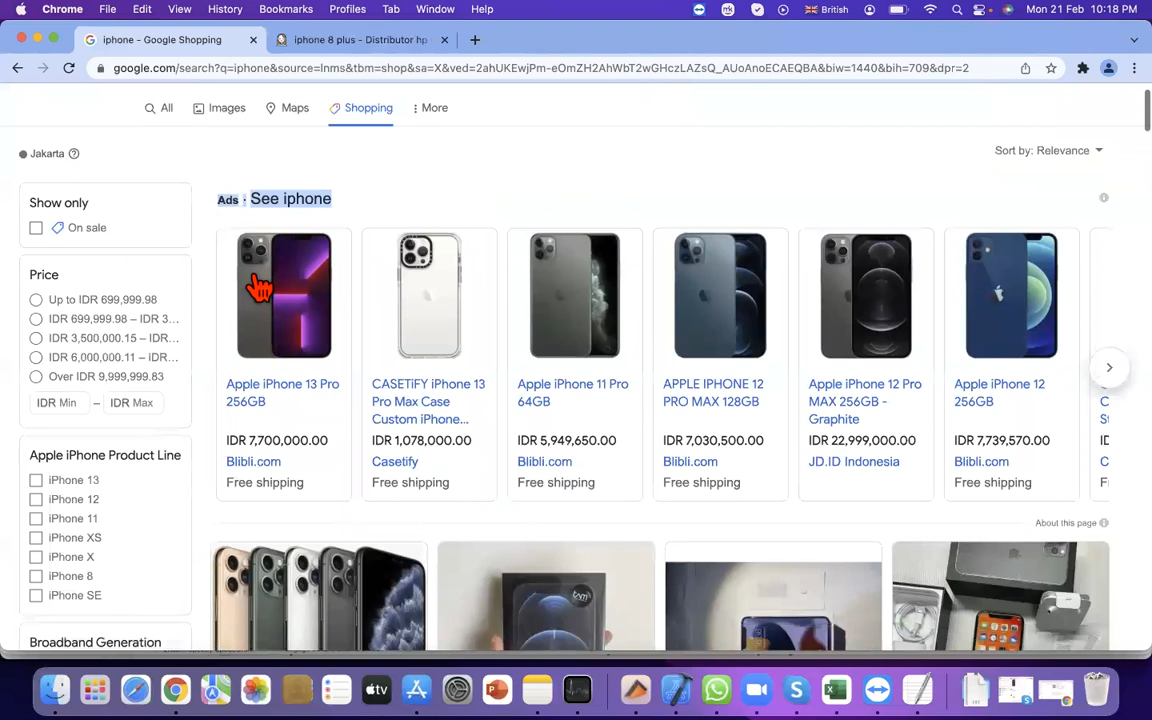 Chrome File Edit View History Bookmarks Profiles Tab Window Help British Mon 21 Feb 10:18 PM
iphone - Google Shopping iphone 8 plus - Distributor hp
google.com/search?q=iphone&source=lnms&tbm=shop&sa=X&ved=2ahUKEwjPm-eOmZH2AhWbT2wGHczLAZsQ_AUoAnoECAEQBA&biw=1440&bih=709&dpr=2
All Images Maps Shopping More
Jakarta
Sort by: Relevance
Show only
On sale
Price
Up to IDR 699,999.98
IDR 699,999.98 – IDR 3...
IDR 3,500,000.15 – IDR...
IDR 6,000,000.11 – IDR...
Over IDR 9,999,999.83
IDR Min – IDR Max
Apple iPhone Product Line
iPhone 13
iPhone 12
iPhone 11
iPhone XS
iPhone X
iPhone 8
iPhone SE
Broadband Generation
Ads · See iphone
Apple iPhone 13 Pro
256GB
IDR 7,700,000.00
Blibli.com
Free shipping
CASETiFY iPhone 13
Pro Max Case
Custom iPhone...
IDR 1,078,000.00
Casetify
Free shipping
Apple iPhone 11 Pro
64GB
IDR 5,949,650.00
Blibli.com
Free shipping
APPLE IPHONE 12
PRO MAX 128GB
IDR 7,030,500.00
Blibli.com
Free shipping
Apple iPhone 12 Pro
MAX 256GB -
Graphite
IDR 22,999,000.00
JD.ID Indonesia
Apple iPhone 12
256GB
IDR 7,739,570.00
Blibli.com
Free shipping
About this page
tam
tv